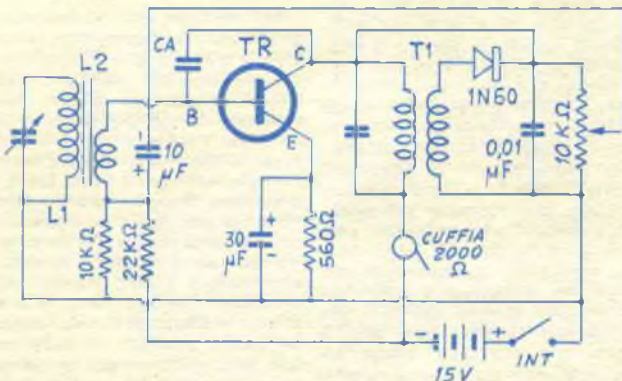 L2
CA
TR
C
T1
1N60
B
E
-
10
µF
+
L1
10KΩ
22KΩ
30
µF
+
-
560Ω
CUFFIA
2000
Ω
0,01
µF
10 KΩ
-
+
15V
INT